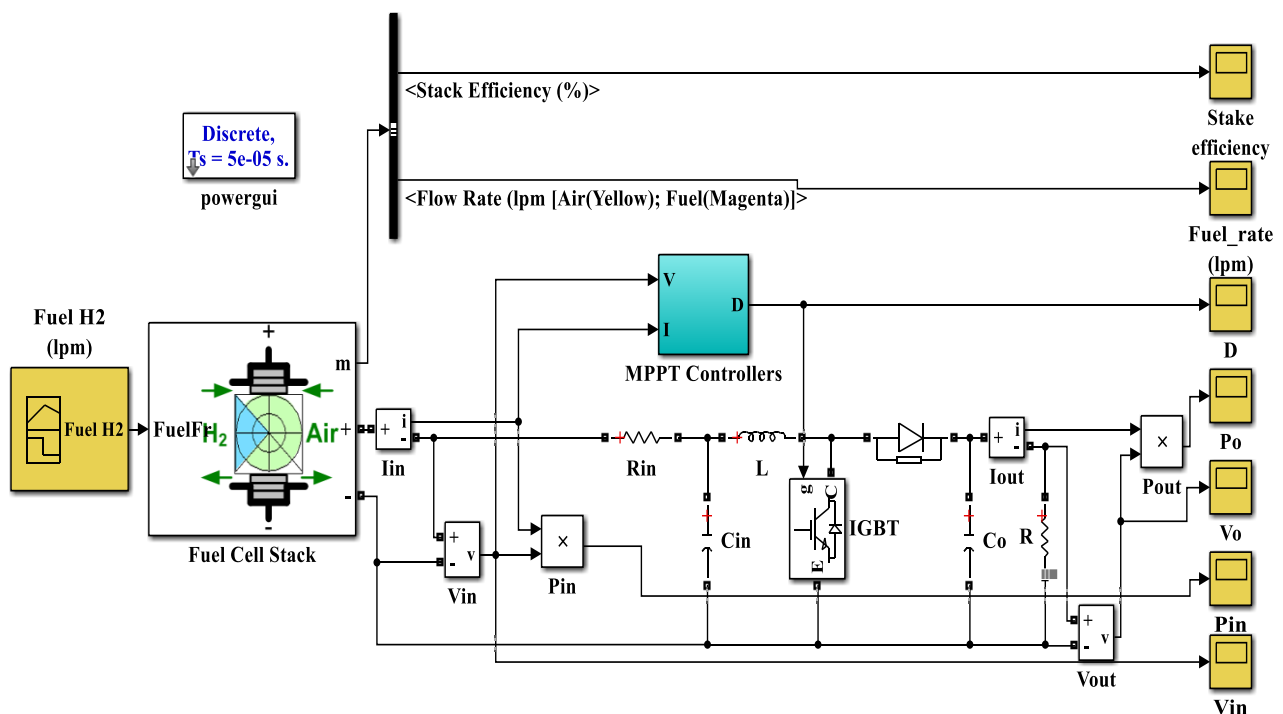 <Stack Efficiency (%)>
Stake
efficiency
Discrete,
Ts = 5e-05 s.
powergui
<Flow Rate (lpm [Air(Yellow); Fuel(Magenta)]>
Fuel_rate
(lpm)
V
D
I
MPPT Controllers
D
Fuel H2
(lpm)
Fuel H2
+
m
FuelFr
H2
Air
+
-
-
Fuel Cell Stack
+
i
-
Iin
Rin
L
g
C
E
IGBT
Cin
Co
R
+
i
-
Iout
×
Pout
Po
Vo
+
v
-
Vin
×
Pin
Pin
+
v
-
Vout
Vin